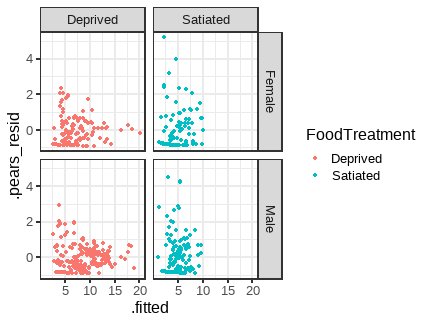 Deprived Satiated
4
2
0
Female
4
2
0
Male
.pears_resid
5 10 15 20 5 10 15 20
.fitted
FoodTreatment
Deprived
Satiated